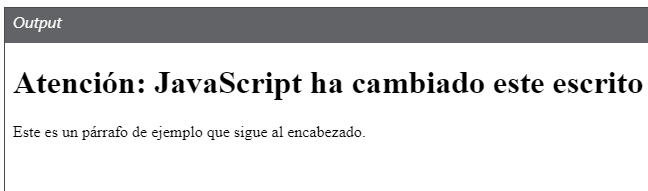 Output
Atención: JavaScript ha cambiado este escrito
Este es un párrafo de ejemplo que sigue al encabezado.